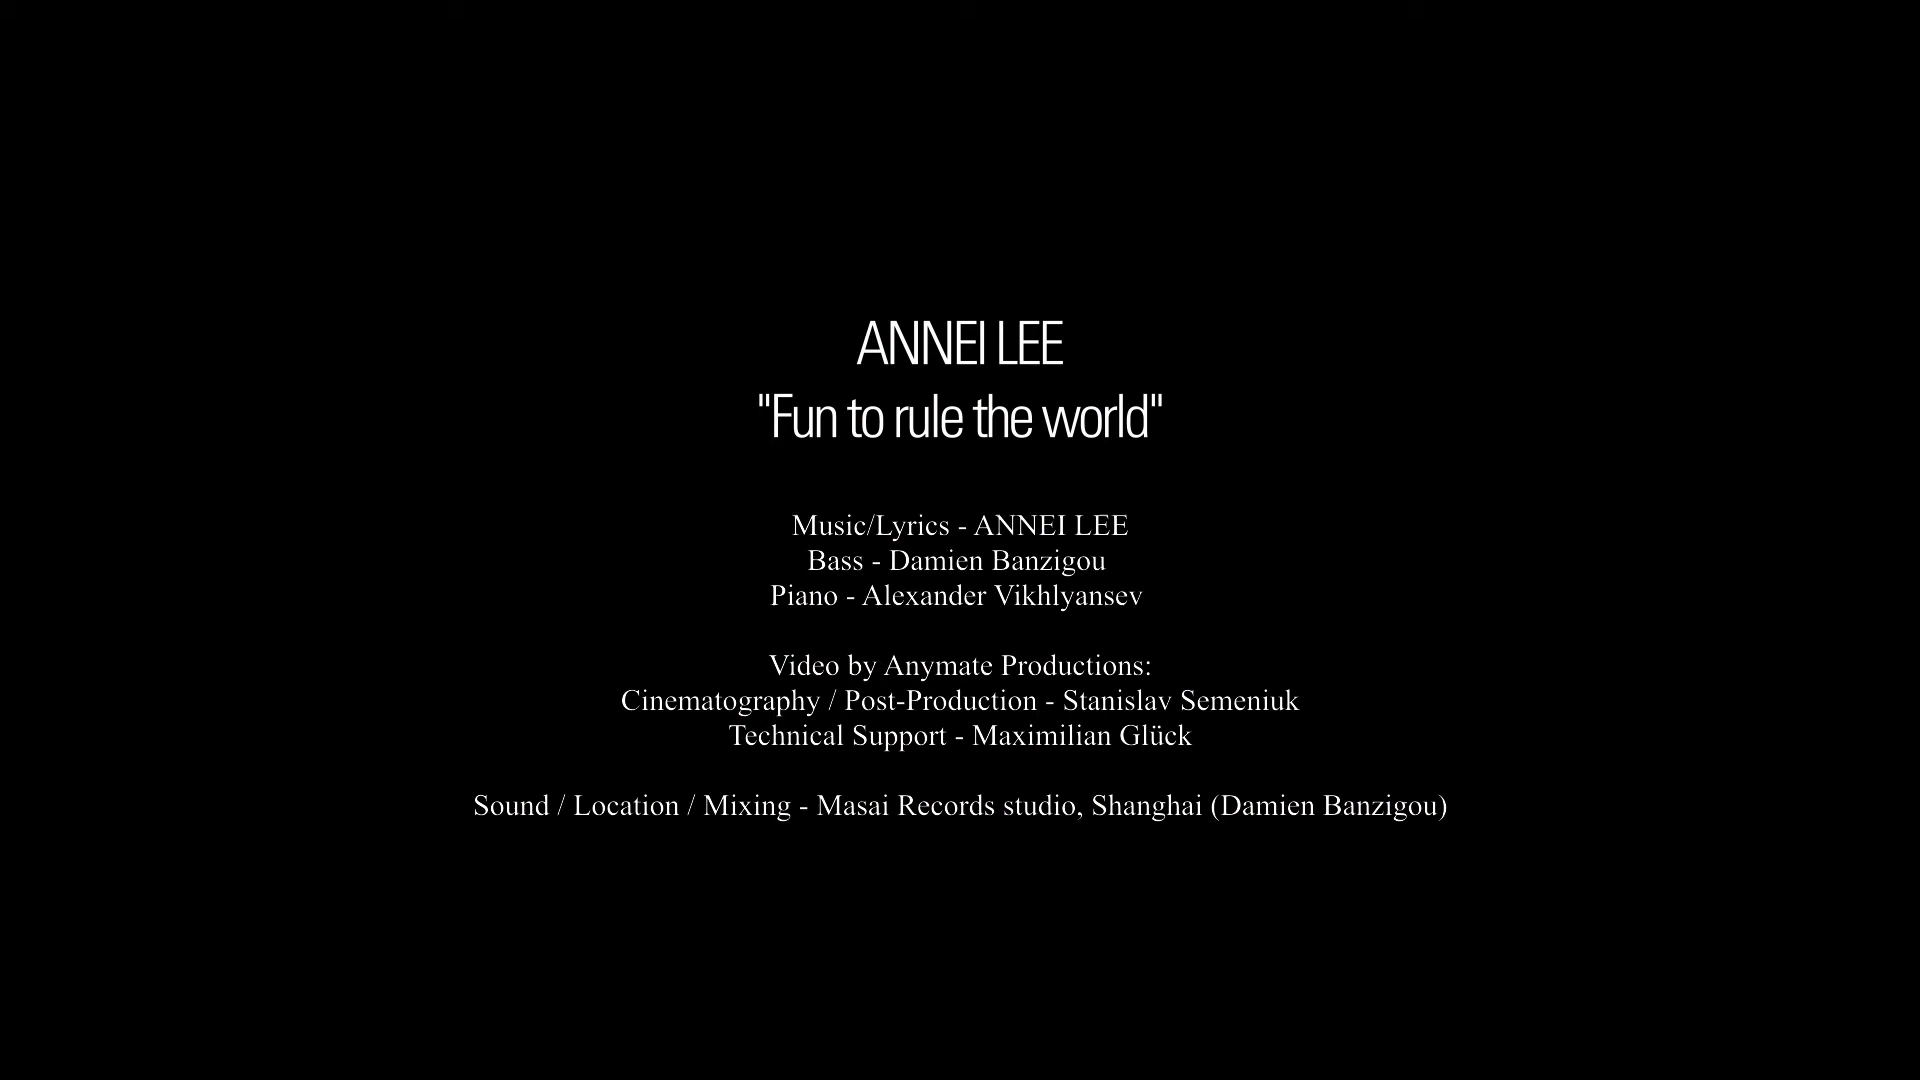 ANNEI LEE
"Fun to rule the world"
Music/Lyrics - ANNEI LEE
Bass - Damien Banzigou
Piano - Alexander Vikhlyansev
Video by Anymate Productions:
Cinematography / Post-Production - Stanislav Semeniuk
Technical Support - Maximilian Glück
Sound / Location / Mixing - Masai Records studio, Shanghai (Damien Banzigou)